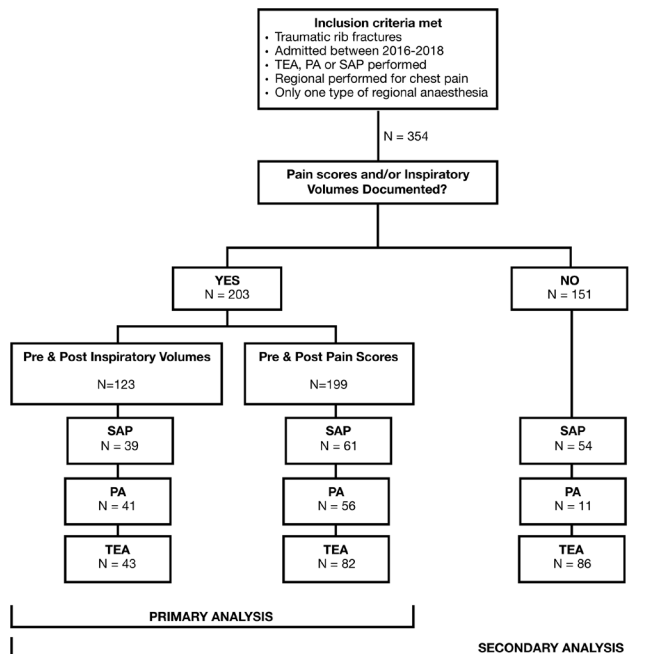 Inclusion criteria met
• Traumatic rib fractures
• Admitted between 2016-2018
• TEA, PA or SAP performed
• Regional performed for chest pain
• Only one type of regional anaesthesia
N = 354
Pain scores and/or Inspiratory
Volumes Documented?
YES
N = 203
NO
N = 151
Pre & Post Inspiratory Volumes
N=123
Pre & Post Pain Scores
N=199
SAP
N = 39
SAP
N = 61
SAP
N = 54
PA
N = 41
PA
N = 56
PA
N = 11
TEA
N = 43
TEA
N = 82
TEA
N = 86
PRIMARY ANALYSIS
SECONDARY ANALYSIS